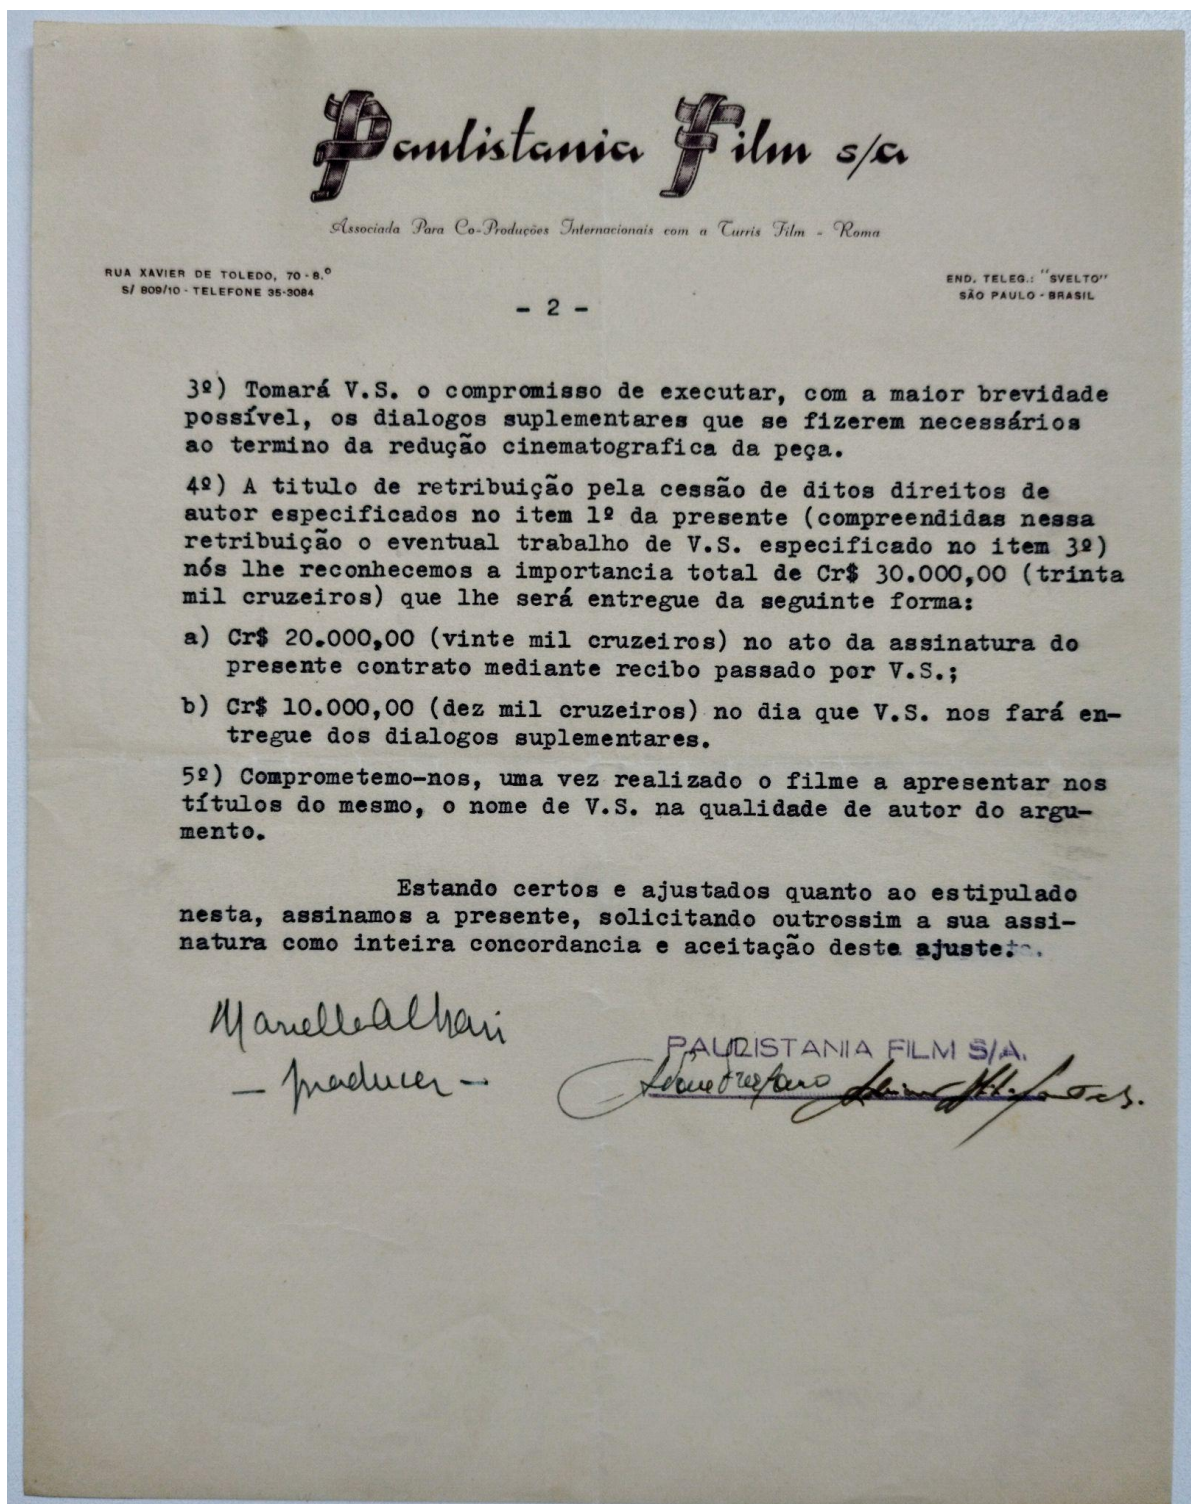 Paulistania Film s/a
Associada Para Co-Produções Internacionais com a Turris Film - Roma
RUA XAVIER DE TOLEDO, 70 - 8.º
S/ 809/10 - TELEFONE 35-3084
END. TELEG.: "SVELTO"
SÃO PAULO - BRASIL
- 2 -
3º) Tomará V.S. o compromisso de executar, com a maior brevidade
possível, os dialogos suplementares que se fizerem necessários
ao termino da redução cinematografica da peça.
4º) A titulo de retribuição pela cessão de ditos direitos de
autor especificados no item 1º da presente (compreendidas nessa
retribuição o eventual trabalho de V.S. especificado no item 3º)
nós lhe reconhecemos a importancia total de Cr$ 30.000,00 (trinta
mil cruzeiros) que lhe será entregue da seguinte forma:
a) Cr$ 20.000,00 (vinte mil cruzeiros) no ato da assinatura do
presente contrato mediante recibo passado por V.S.;
b) Cr$ 10.000,00 (dez mil cruzeiros) no dia que V.S. nos fará en-
tregue dos dialogos suplementares.
5º) Comprometemo-nos, uma vez realizado o filme a apresentar nos
títulos do mesmo, o nome de V.S. na qualidade de autor do argu-
mento.
Estando certos e ajustados quanto ao estipulado
nesta, assinamos a presente, solicitando outrossim a sua assi-
natura como inteira concordancia e aceitação deste ajuste.
- producer -
PAULISTANIA FILM S/A.